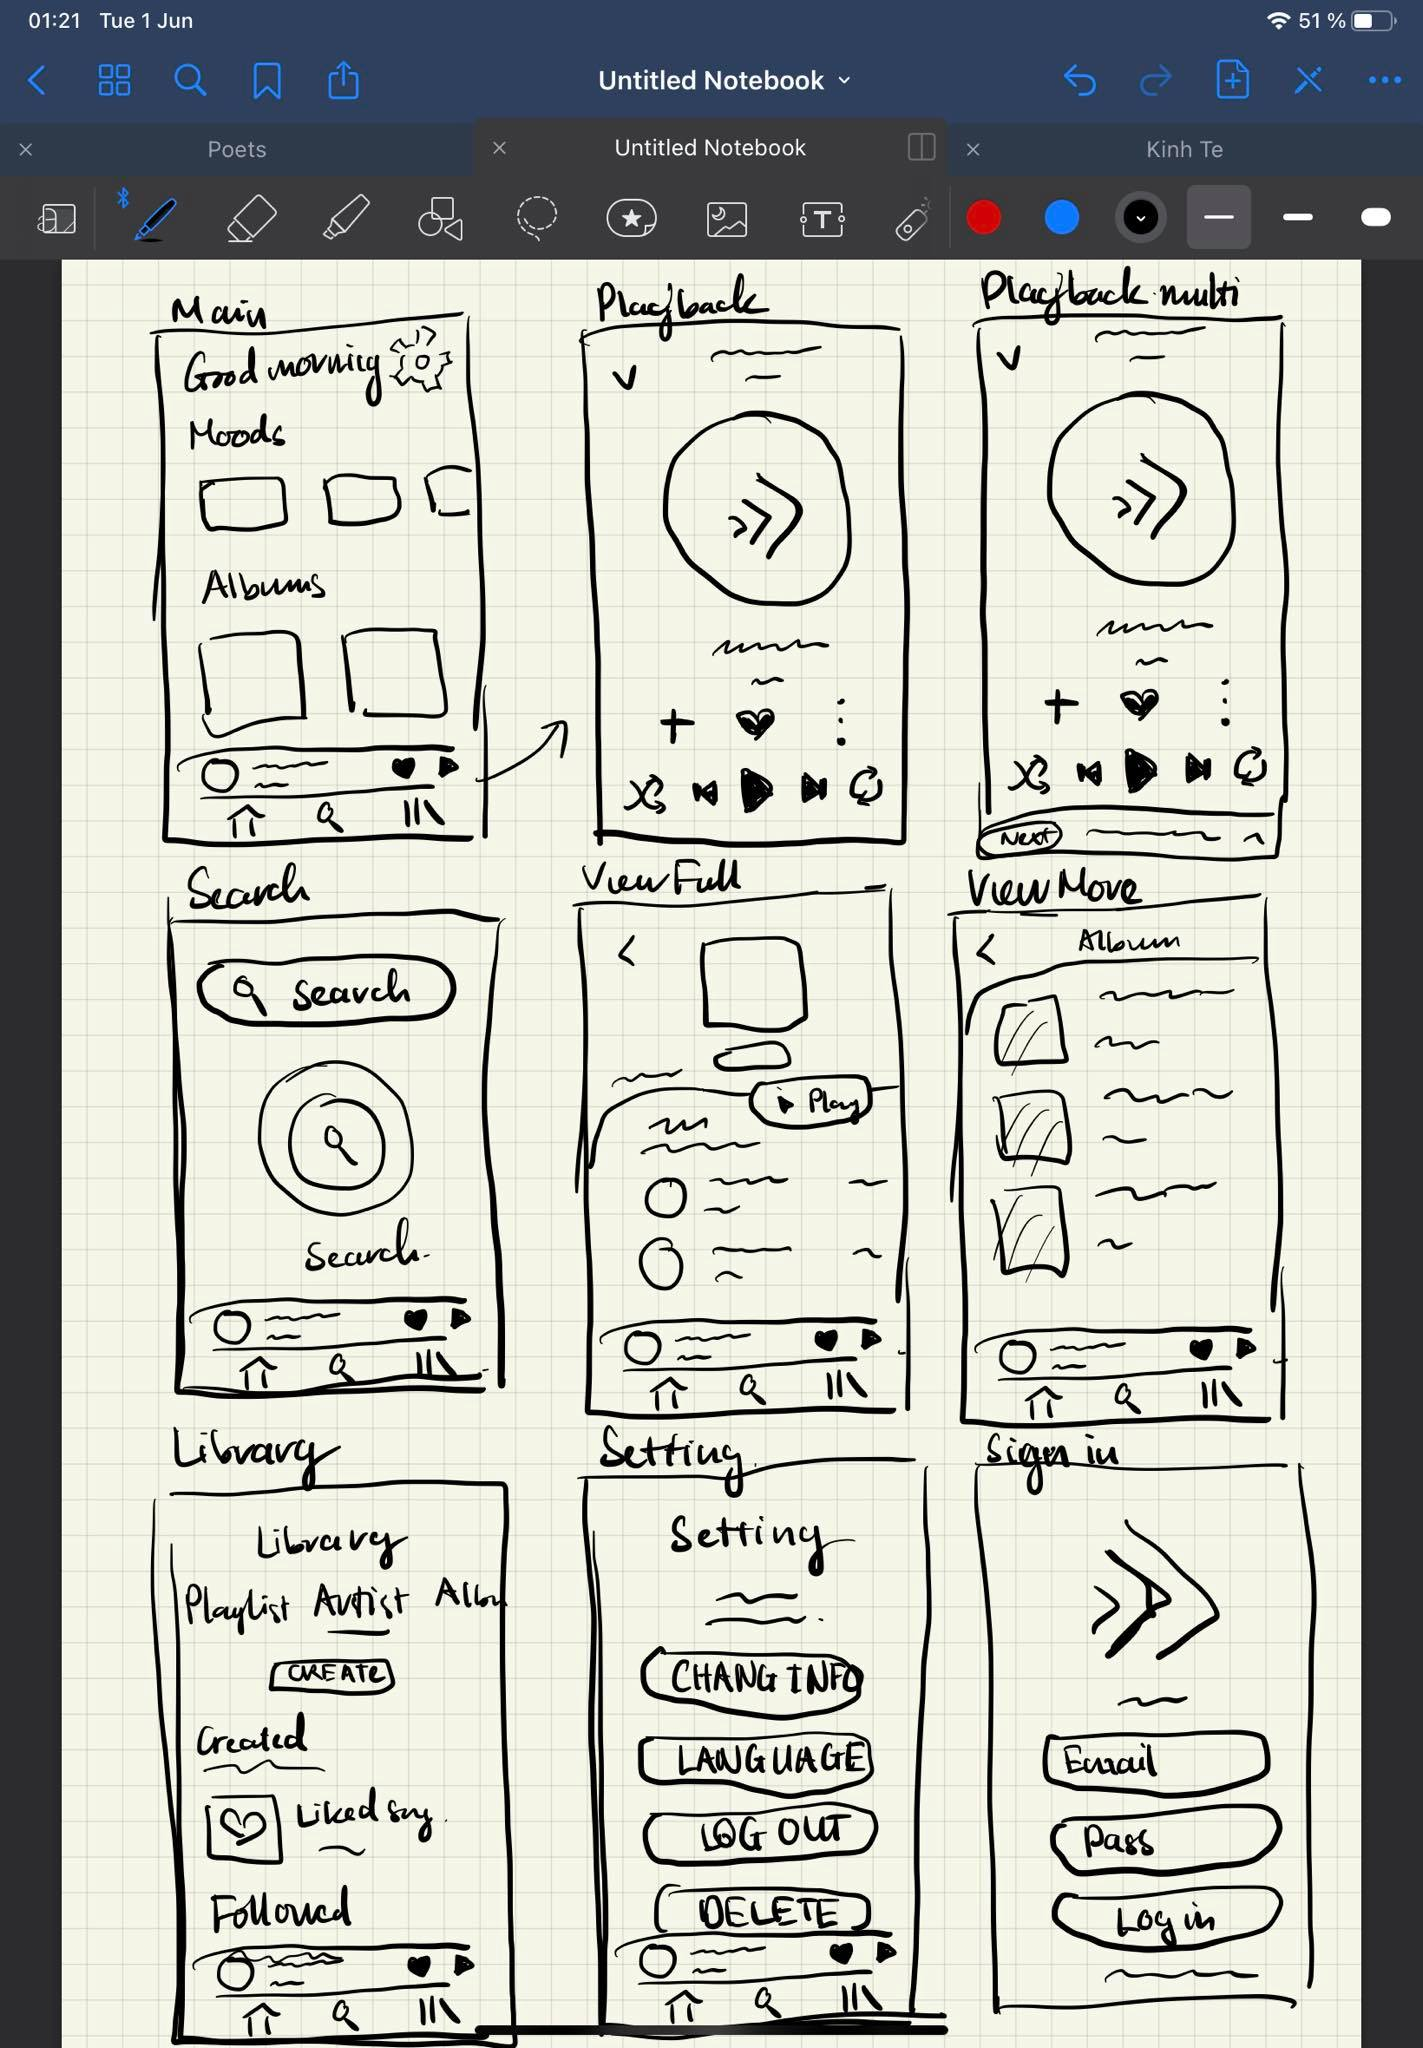 01:21 Tue 1 Jun
51 %
Untitled Notebook
Poets
Untitled Notebook
Kinh Te
T
Main
Good morning
Moods
Albums
Playback
Playback multi
Next
Search
Search
Search
View Full
Play
View More
Album
Library
Library
Playlist Artist Albu
CREATE
Created
Liked song
Followed
Setting
Setting
CHANG INFO
LANGUAGE
LOG OUT
DELETE
Sign in
Email
Pass
Log in